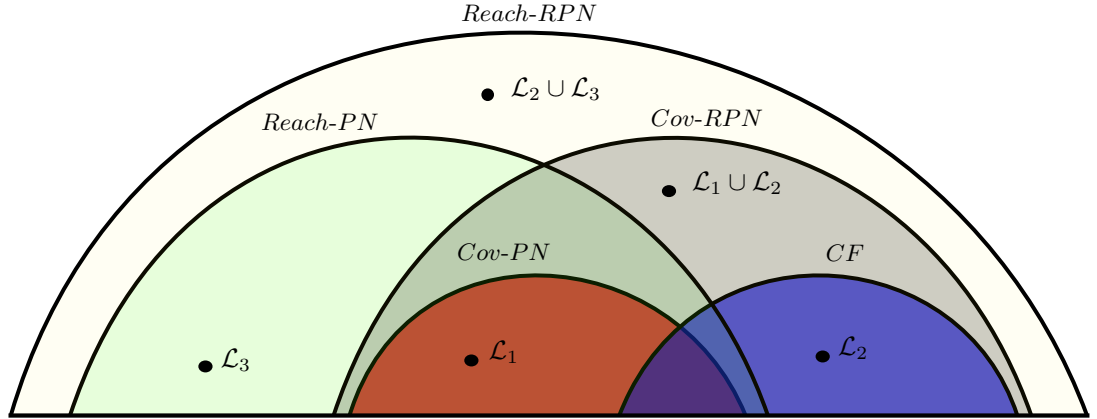 Reach-RPN
ℒ₂ ∪ ℒ₃
Reach-PN
Cov-RPN
ℒ₁ ∪ ℒ₂
Cov-PN
CF
ℒ₃
ℒ₁
ℒ₂